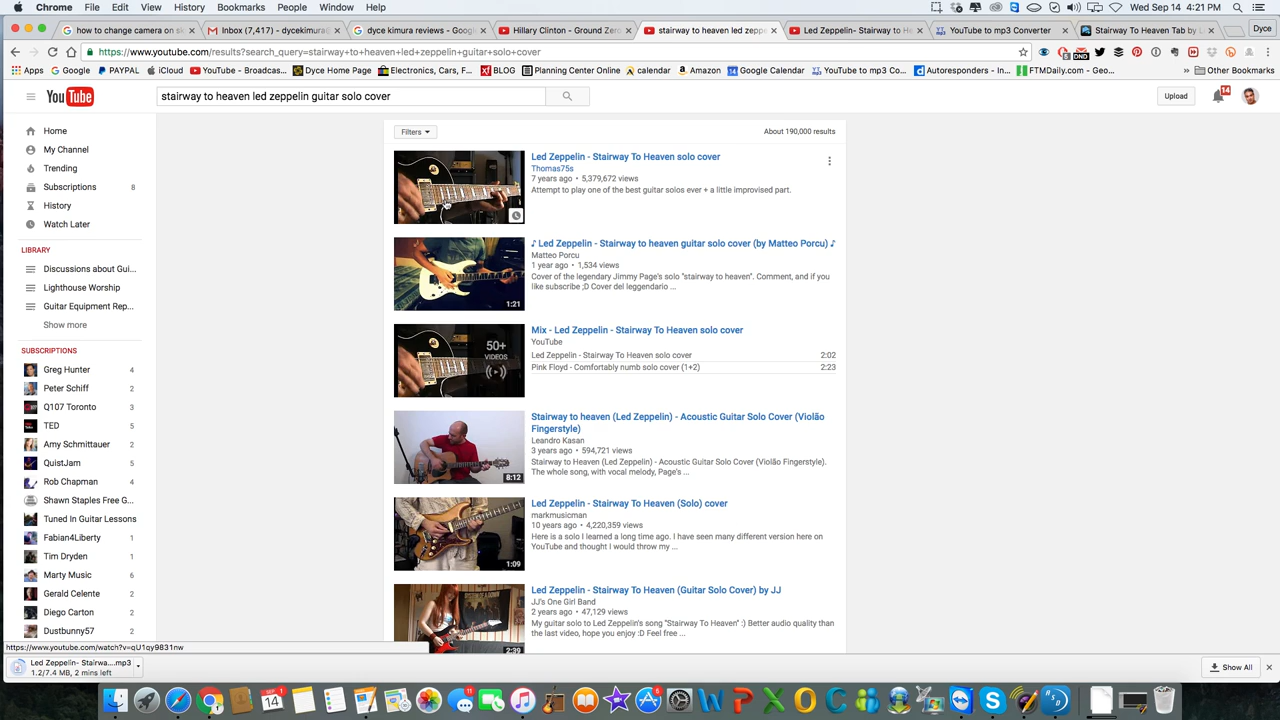 Chrome File Edit View History Bookmarks People Window Help Wed Sep 14 4:21 PM
how to change camera on sk Inbox (7,417) - dycekimura@ dyce kimura reviews - Google Hillary Clinton - Ground Zero stairway to heaven led zeppe Led Zeppelin- Stairway to He YouTube to mp3 Converter Stairway To Heaven Tab by L Dyce
https://www.youtube.com/results?search_query=stairway+to+heaven+led+zeppelin+guitar+solo+cover
Apps Google PAYPAL iCloud YouTube - Broadcas... Dyce Home Page Electronics, Cars, F... BLOG Planning Center Online calendar Amazon Google Calendar YouTube to mp3 Co... Autoresponders - In... FTMDaily.com - Geo... » Other Bookmarks
YouTube stairway to heaven led zeppelin guitar solo cover Upload 14
Filters About 190,000 results
Home
My Channel
Trending
Subscriptions 8
History
Watch Later
LIBRARY
Discussions about Gui...
Lighthouse Worship
Guitar Equipment Rep...
Show more
SUBSCRIPTIONS
Greg Hunter 4
Peter Schiff 2
Q107 Toronto 3
TED 5
Amy Schmittauer 2
QuistJam 5
Rob Chapman 4
Shawn Staples Free G...
Tuned In Guitar Lessons
Fabian4Liberty 1
Tim Dryden 1
Marty Music 6
Gerald Celente 2
Diego Carton 2
Dustbunny57 2
Led Zeppelin - Stairway To Heaven solo cover
Thomas75s
7 years ago • 5,379,672 views
Attempt to play one of the best guitar solos ever + a little improvised part.
♪ Led Zeppelin - Stairway to heaven guitar solo cover (by Matteo Porcu) ♪
Matteo Porcu
1 year ago • 1,534 views
Cover of the legendary Jimmy Page's solo "stairway to heaven". Comment, and if you
like subscribe ;D Cover del leggendario ...
1:21
Mix - Led Zeppelin - Stairway To Heaven solo cover
YouTube
Led Zeppelin - Stairway To Heaven solo cover 2:02
Pink Floyd - Comfortably numb solo cover (1+2) 2:23
50+
VIDEOS
Stairway to heaven (Led Zeppelin) - Acoustic Guitar Solo Cover (Violão
Fingerstyle)
Leandro Kasan
3 years ago • 594,721 views
Stairway to Heaven (Led Zeppelin) - Acoustic Guitar Solo Cover (Violão Fingerstyle).
The whole song, with vocal melody, Page's ...
8:12
Led Zeppelin - Stairway To Heaven (Solo) cover
markmusicman
10 years ago • 4,220,359 views
Here is a solo I learned a long time ago. I have seen many different version here on
YouTube and thought I would throw my ...
1:09
Led Zeppelin - Stairway To Heaven (Guitar Solo Cover) by JJ
JJ's One Girl Band
2 years ago • 47,129 views
My guitar solo to Led Zeppelin's song "Stairway To Heaven" :) Better audio quality than
the last video, hope you enjoy :D Feel free ...
2:39
https://www.youtube.com/watch?v=qU1qy9831nw
Led Zeppelin- Stairwa....mp3
1.2/7.4 MB, 2 mins left
Show All